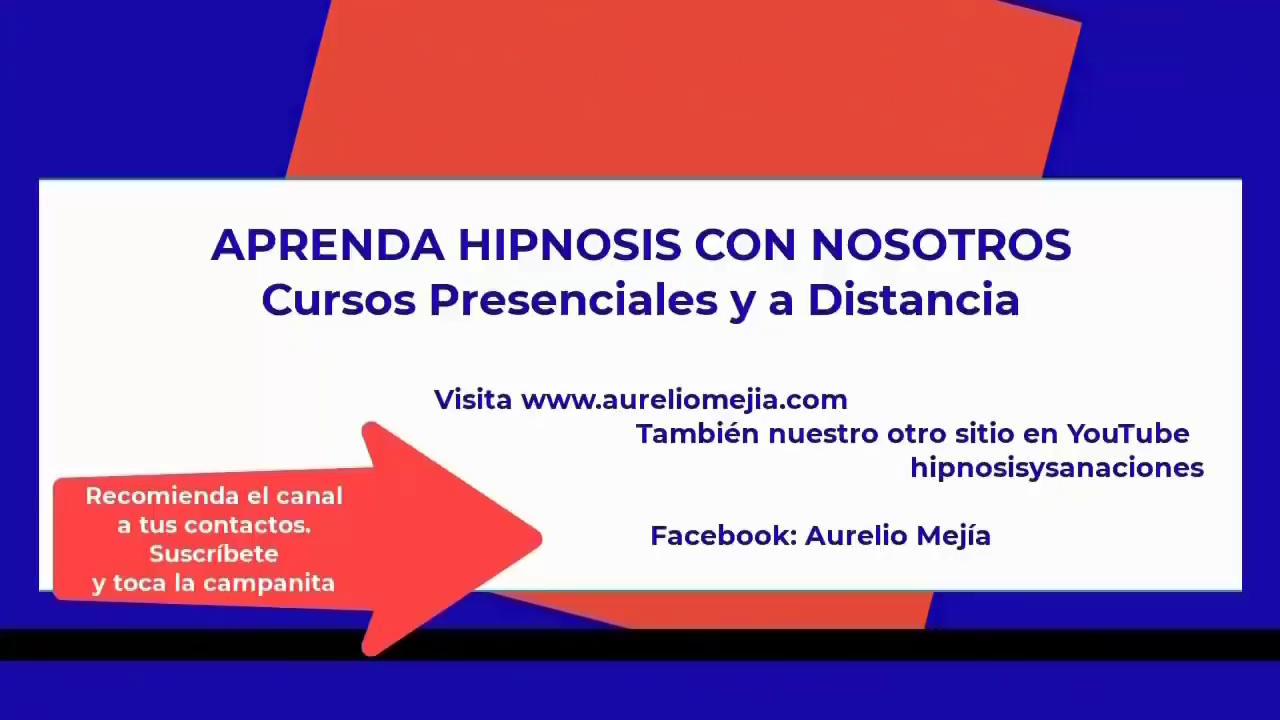 APRENDA HIPNOSIS CON NOSOTROS
Cursos Presenciales y a Distancia
Visita www.aureliomejia.com
También nuestro otro sitio en YouTube
hipnosisysanaciones
Facebook: Aurelio Mejía
Recomienda el canal
a tus contactos.
Suscríbete
y toca la campanita